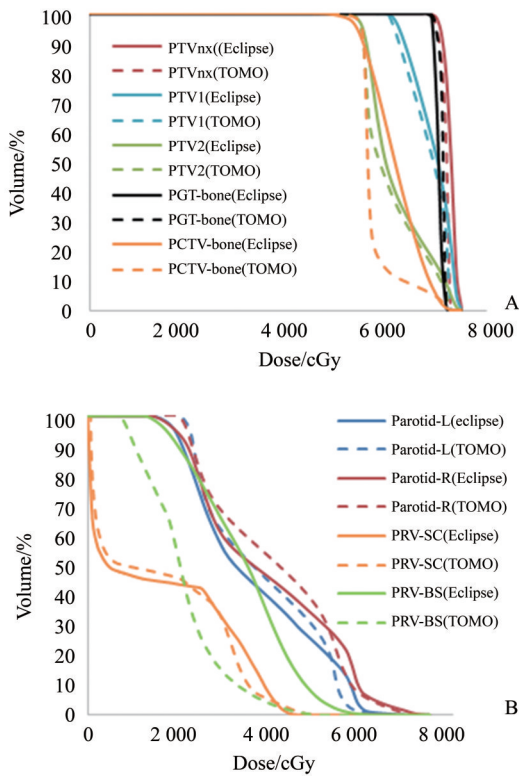 100
90
80
70
60
50
40
30
20
10
0
Volume/%
PTVnx((Eclipse)
PTVnx(TOMO)
PTV1(Eclipse)
PTV1(TOMO)
PTV2(Eclipse)
PTV2(TOMO)
PGT-bone(Eclipse)
PGT-bone(TOMO)
PCTV-bone(Eclipse)
PCTV-bone(TOMO)
0 2 000 4 000 6 000 8 000
Dose/cGy
A
100
90
80
70
60
50
40
30
20
10
0
Volume/%
Parotid-L(eclipse)
Parotid-L(TOMO)
Parotid-R(Eclipse)
Parotid-R(TOMO)
PRV-SC(Eclipse)
PRV-SC(TOMO)
PRV-BS(Eclipse)
PRV-BS(TOMO)
0 2 000 4 000 6 000 8 000
Dose/cGy
B